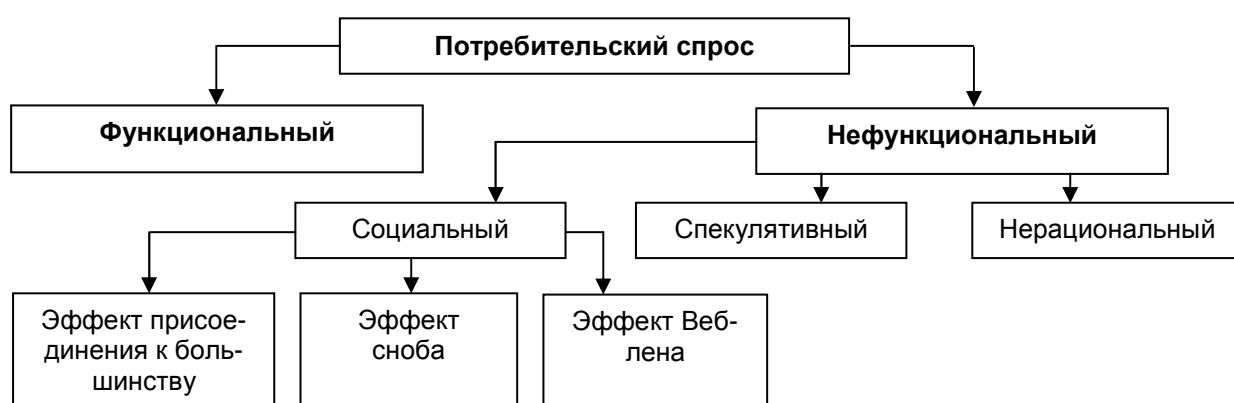 Потребительский спрос
Функциональный
Нефункциональный
Социальный
Спекулятивный
Нерациональный
Эффект присое-
динения к боль-
шинству
Эффект
сноба
Эффект Веб-
лена